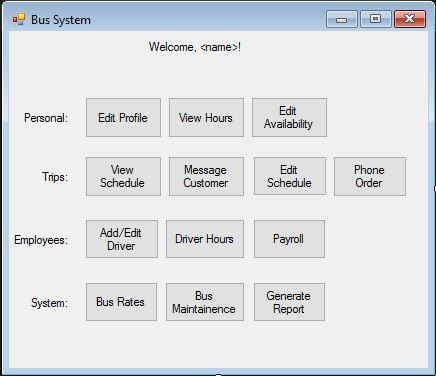 Bus System
Welcome, <name>!
Personal: Edit Profile View Hours Edit Availability
Trips: View Schedule Message Customer Edit Schedule Phone Order
Employees: Add/Edit Driver Driver Hours Payroll
System: Bus Rates Bus Maintainence Generate Report